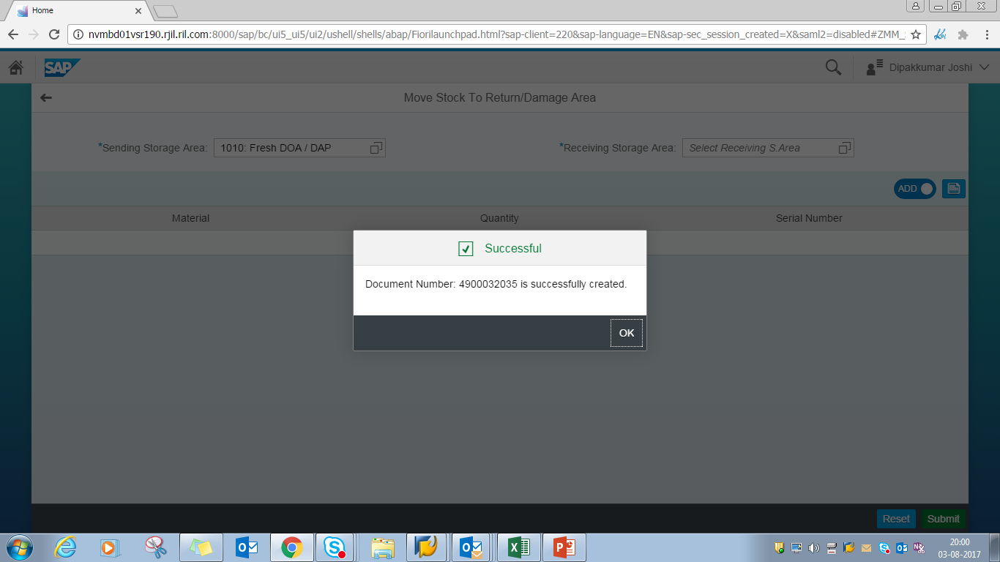 Home
nvmbd01vsr190.rjil.ril.com:8000/sap/bc/ui5_ui5/ui2/ushell/shells/abap/Fiorilaunchpad.html?sap-client=220&sap-language=EN&sap-sec_session_created=X&saml2=disabled#ZMM_
SAP
Dipakkumar Joshi
Move Stock To Return/Damage Area
*Sending Storage Area: 1010: Fresh DOA / DAP *Receiving Storage Area: Select Receiving S.Area
ADD
Material Quantity Serial Number
Successful
Document Number: 4900032035 is successfully created.
OK
Reset Submit
20:00
03-08-2017